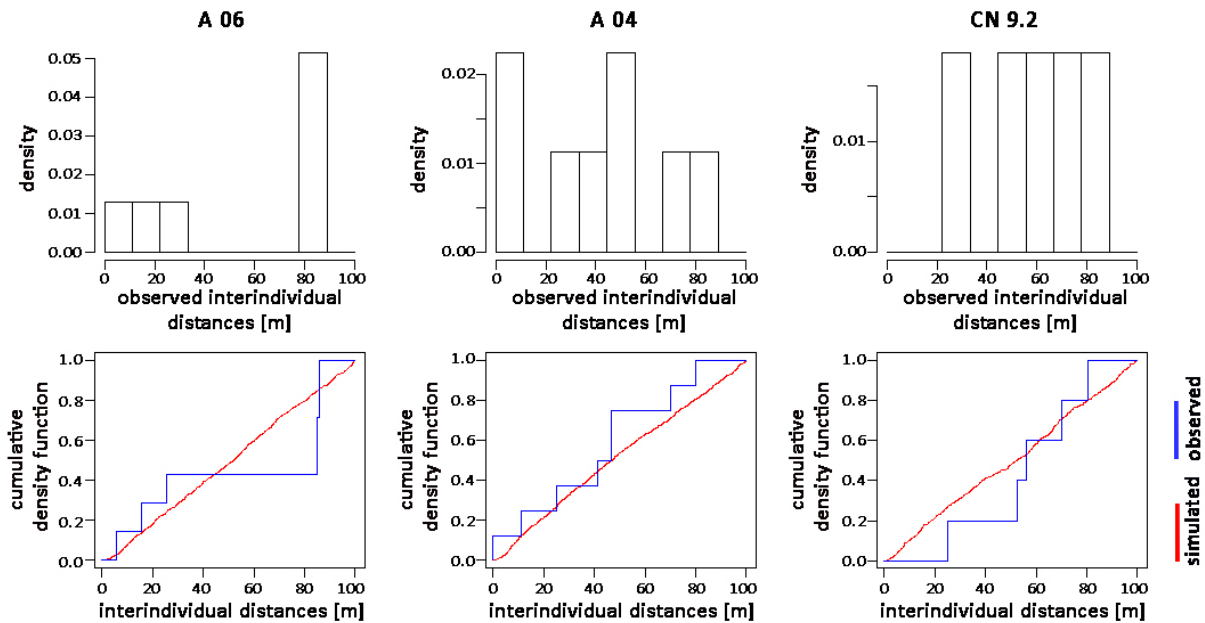 A 06
A 04
CN 9.2
density
0.05
0.04
0.03
0.02
0.01
0.00
0 20 40 60 80 100
observed interindividual
distances [m]
density
0.02
0.01
0.00
0 20 40 60 80 100
observed interindividual
distances [m]
density
0.01
0.00
0 20 40 60 80 100
observed interindividual
distances [m]
cumulative
density function
1.0
0.8
0.6
0.4
0.2
0.0
0 20 40 60 80 100
interindividual distances [m]
cumulative
density function
1.0
0.8
0.6
0.4
0.2
0.0
0 20 40 60 80 100
interindividual distances [m]
cumulative
density function
1.0
0.8
0.6
0.4
0.2
0.0
0 20 40 60 80 100
interindividual distances [m]
observed
simulated